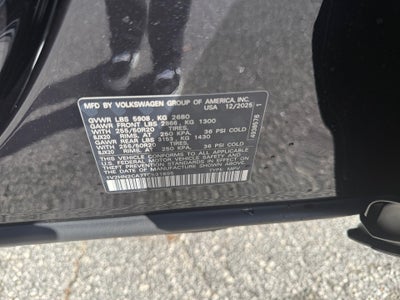 MFD. BY VOLKSWAGEN GROUP OF AMERICA, INC.
USA 12/2025
GVWR LBS 5908, KG 2680
GAWR FRONT LBS 2866, KG 1300
WITH 255/50R20 TIRES,
8JX20 AT 250 KPA, 36 PSI COLD
GAWR REAR LBS 3153, KG 1430
WITH 255/50R20 TIRES,
8JX20 AT 250 KPA, 36 PSI COLD
THIS VEHICLE CONFORMS TO ALL APPLICABLE
FEDERAL MOTOR VEHICLE SAFETY, AND
THEFT PREVENTION STANDARDS IN EFFECT ON THE
DATE OF MANUFACTURE SHOWN ABOVE.
TYPE: MPV
1